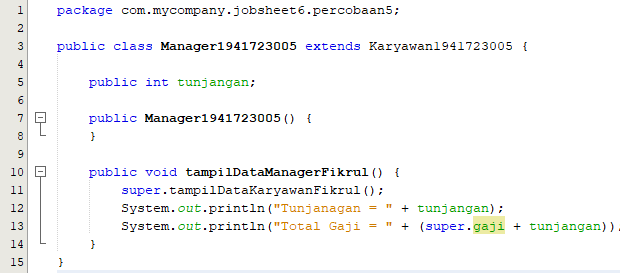 1 package com.mycompany.jobsheet6.percobaan5;
2
3 public class Manager1941723005 extends Karyawan1941723005 {
4
5 public int tunjangan;
6
7 public Manager1941723005() {
8 }
9
10 public void tampilDataManagerFikrul() {
11 super.tampilDataKaryawanFikrul();
12 System.out.println("Tunjanagan = " + tunjangan);
13 System.out.println("Total Gaji = " + (super.gaji + tunjangan));
14 }
15 }